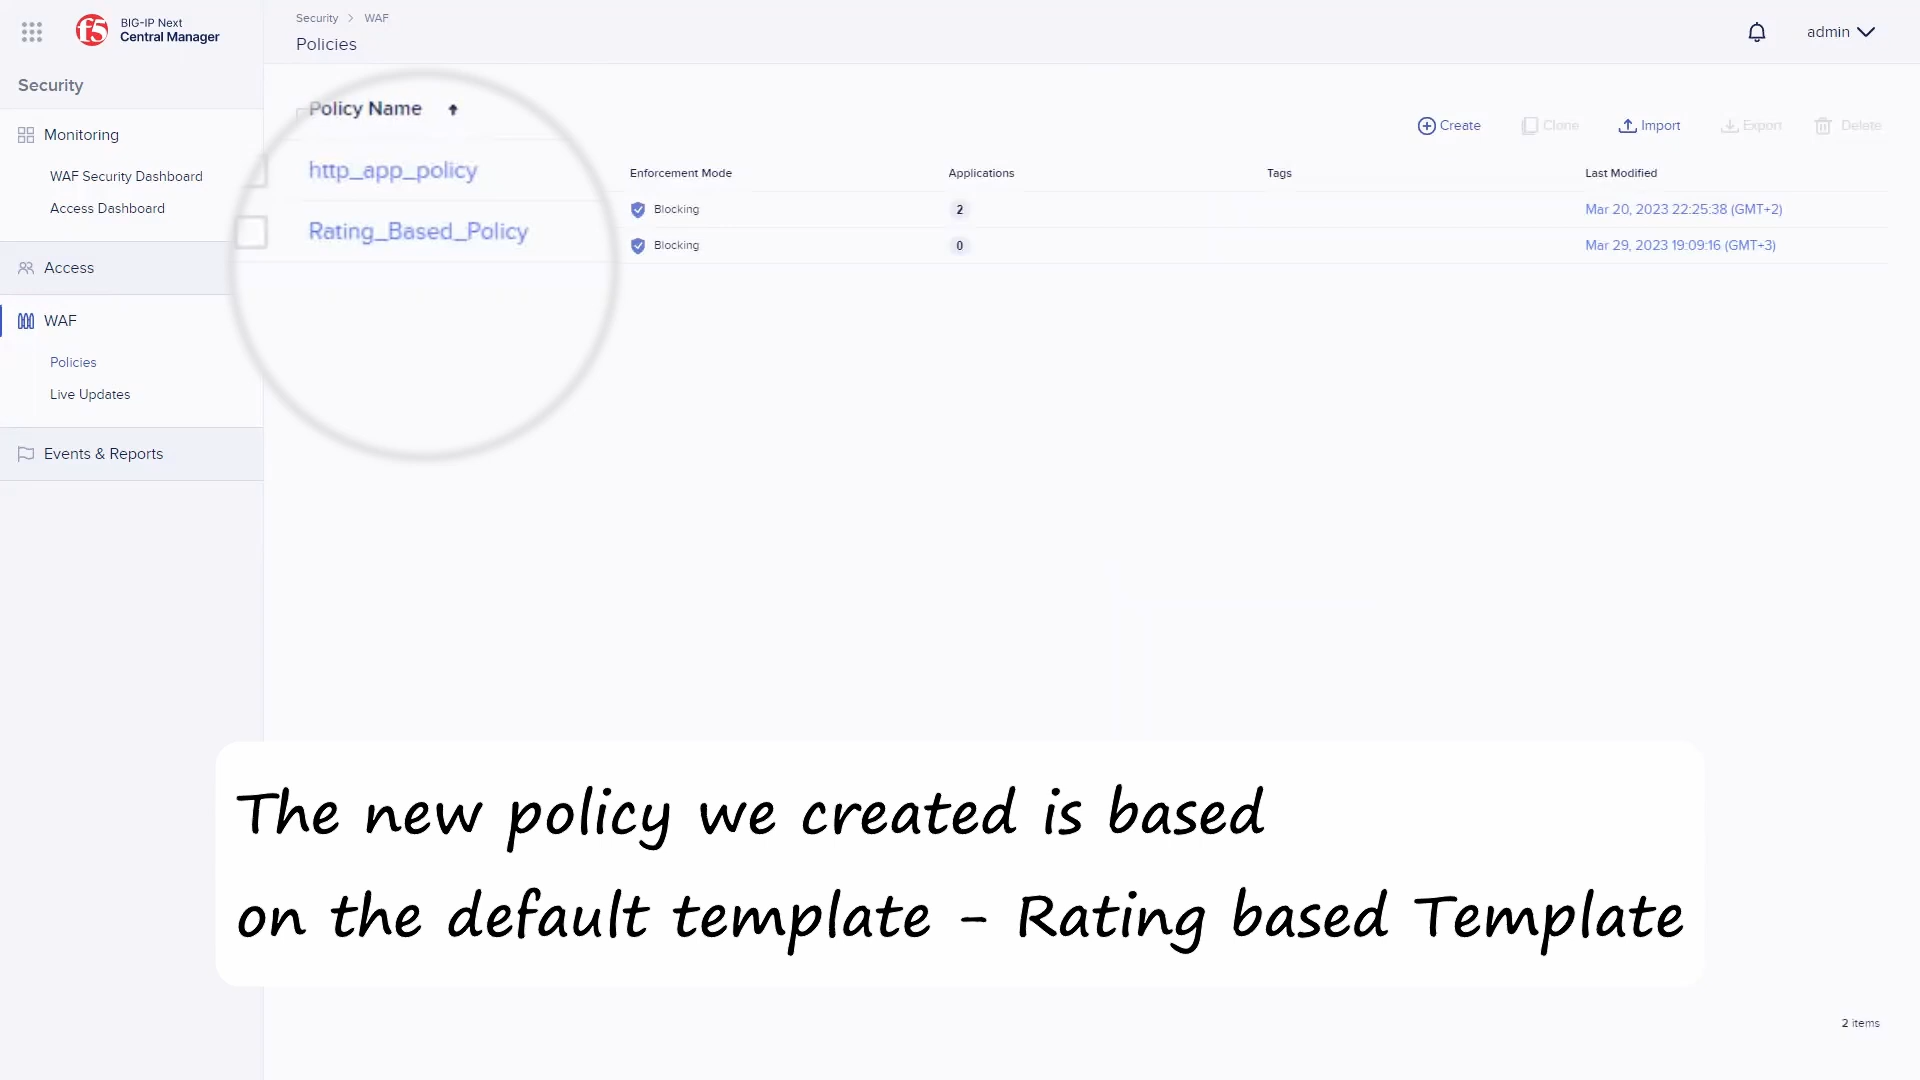 BIG-IP Next
Central Manager
Security > WAF
Policies
admin
Security
Monitoring
WAF Security Dashboard
Access Dashboard
Access
WAF
Policies
Live Updates
Events & Reports
Create Clone Import Export Delete
Policy Name Enforcement Mode Applications Tags Last Modified
http_app_policy Blocking 2 Mar 20, 2023 22:25:38 (GMT+2)
Rating_Based_Policy Blocking 0 Mar 29, 2023 19:09:16 (GMT+3)
The new policy we created is based
on the default template - Rating based Template
2 items